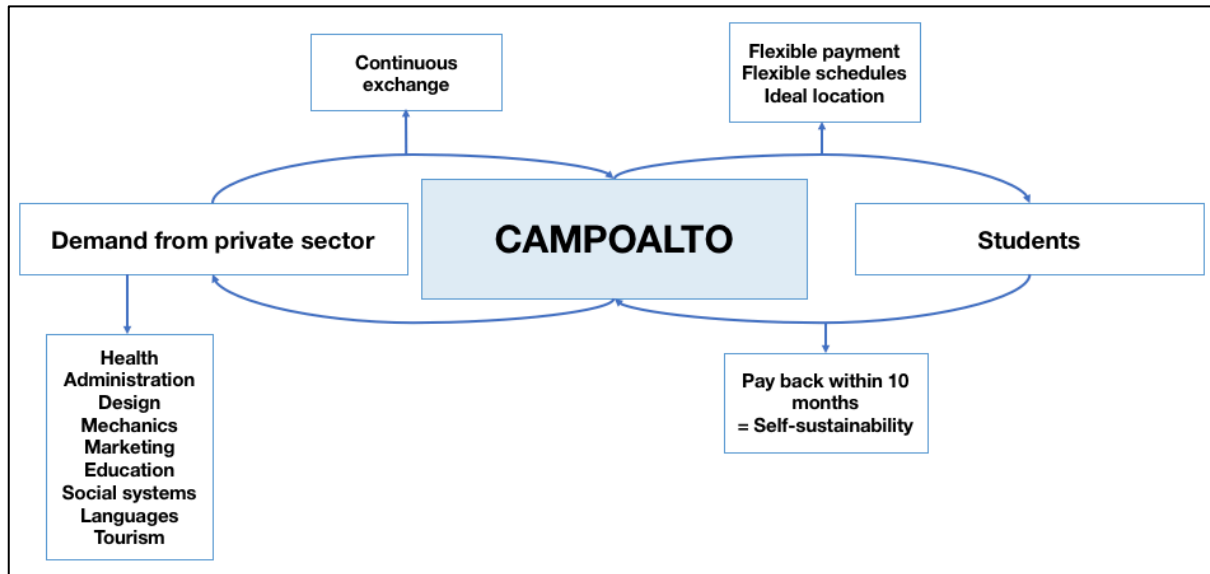 Continuous
exchange
Flexible payment
Flexible schedules
Ideal location
Demand from private sector
CAMPOALTO
Students
Health
Administration
Design
Mechanics
Marketing
Education
Social systems
Languages
Tourism
Pay back within 10
months
= Self-sustainability